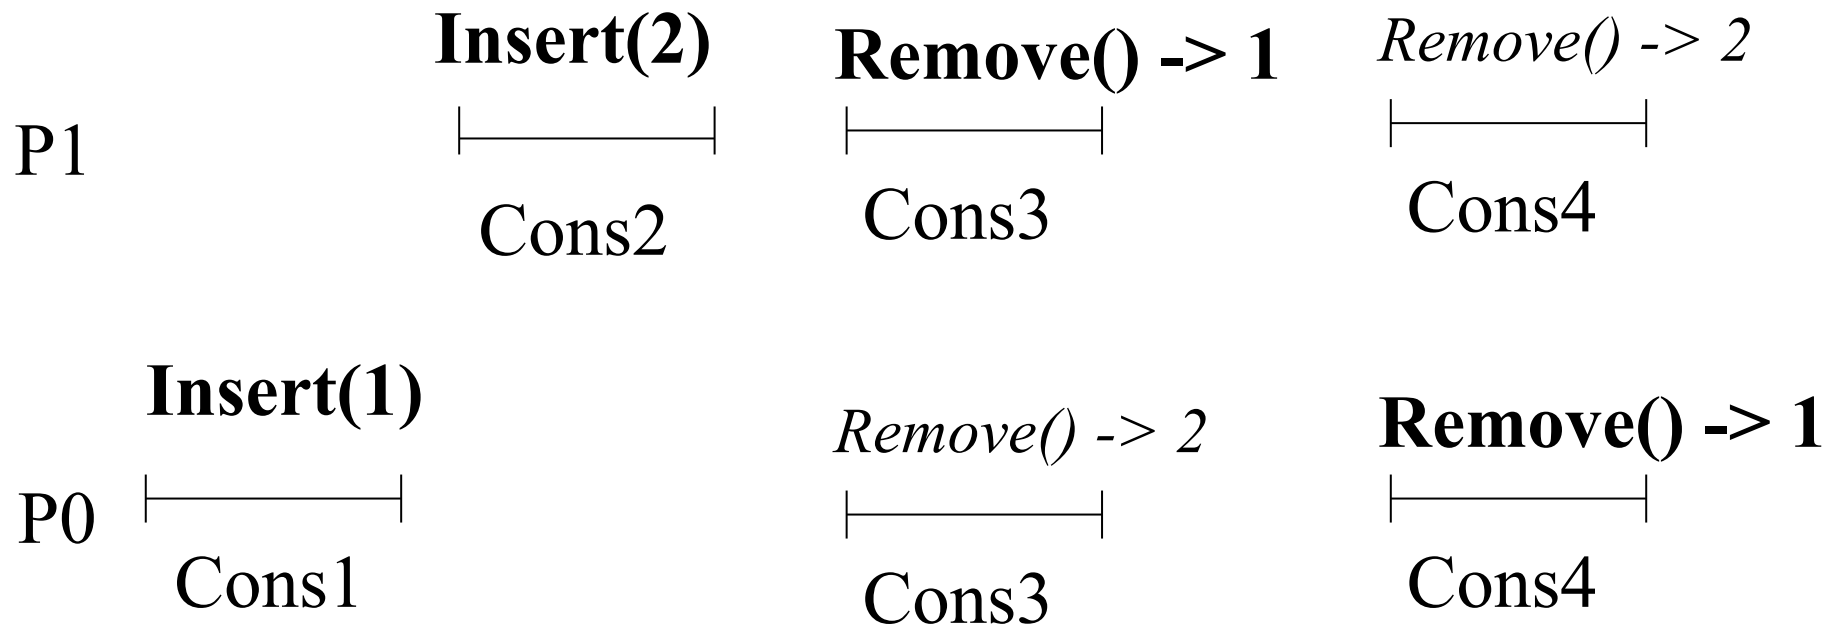 Insert(2) Remove() -> 1 Remove() -> 2
P1
Cons2 Cons3 Cons4
Insert(1) Remove() -> 2 Remove() -> 1
P0
Cons1 Cons3 Cons4